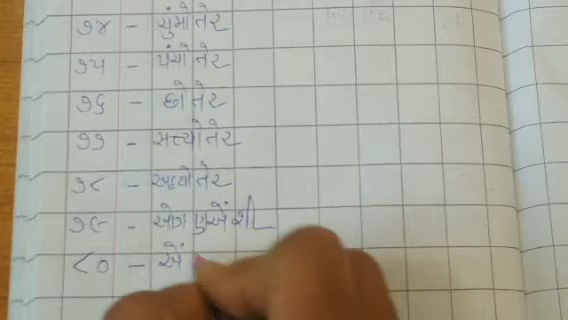 ૭૪ - ચુંમોતેર
૭૫ - પંચોતેર
૭૬ - છોતેર
૭૭ - સત્યોતેર
૭૮ - અઠ્યોતેર
૭૯ - ઓગણએંશી
૮૦ - એં